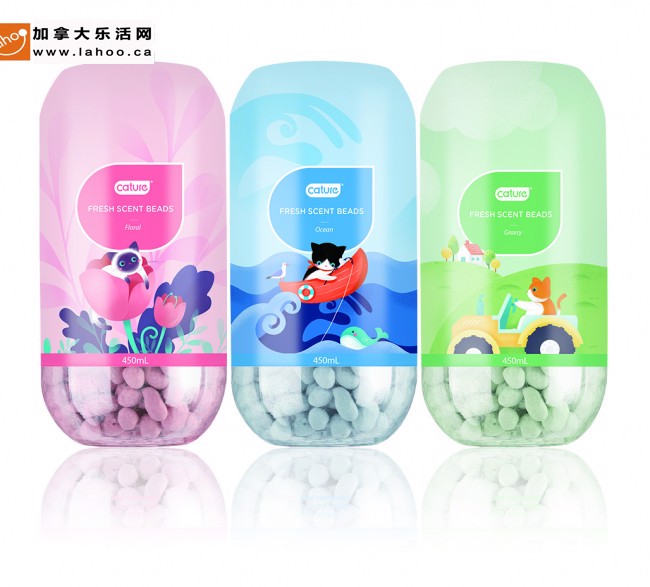 加拿大乐活网
www.lahoo.ca
cature
FRESH SCENT BEADS
Floral
450mL
cature
FRESH SCENT BEADS
Ocean
450mL
cature
FRESH SCENT BEADS
Grassy
450mL